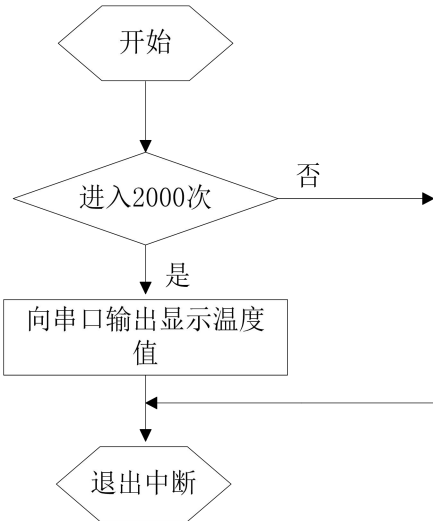 开始
进入2000次
否
是
向串口输出显示温度
值
退出中断